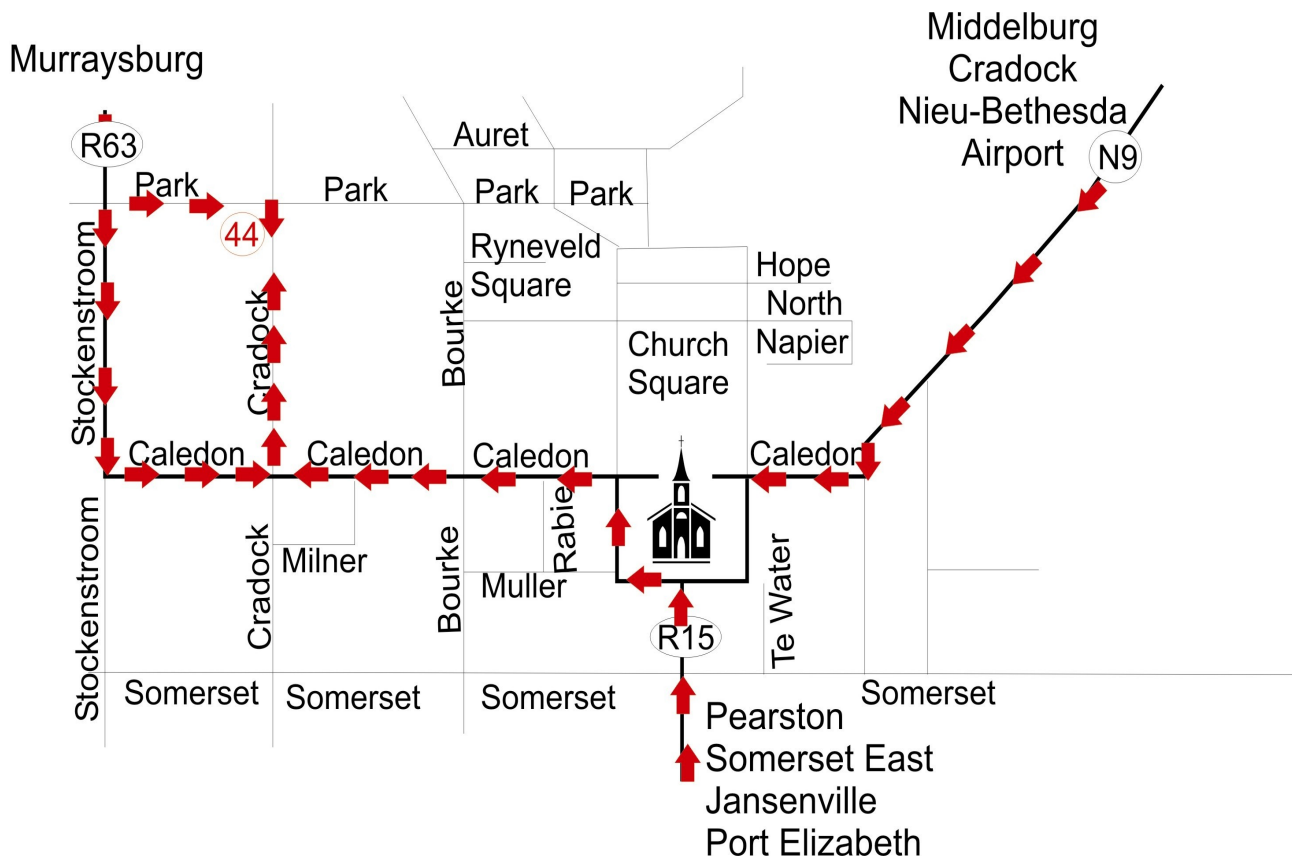 Murraysburg
Middelburg
Cradock
Nieu-Bethesda
Airport
N9
R63
Auret
Park
Park
Park
Park
44
Ryneveld
Square
Hope
North
Napier
Stockenstroom
Cradock
Bourke
Church
Square
Caledon
Caledon
Caledon
Caledon
Stockenstroom
Cradock
Milner
Bourke
Rabie
Muller
Te Water
R15
Somerset
Somerset
Somerset
Somerset
Pearston
Somerset East
Jansenville
Port Elizabeth